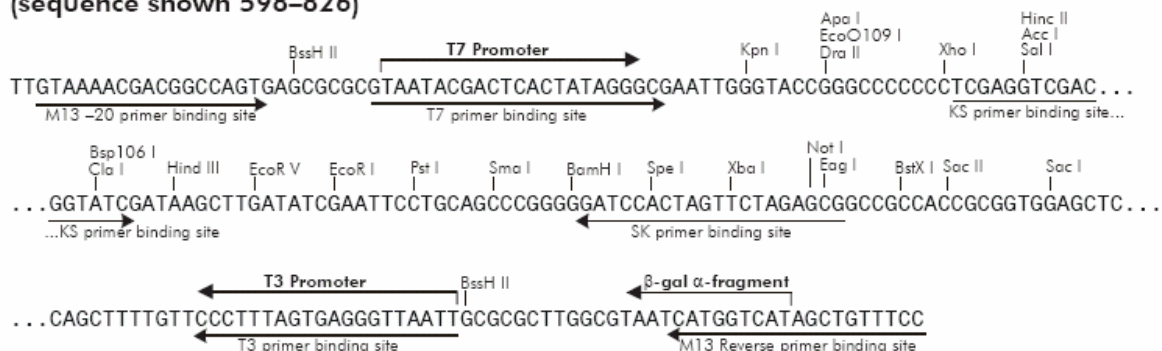 (sequence shown 598–826)
Apa I Hinc II
EcoO109 I Acc I
BssH II T7 Promoter Kpn I Dra II Xho I Sal I
TTGTAAAACGACGGCCAGTGAGCGCGCGTAATACGACTCACTATAGGGCGAATTGGGTACCGGGCCCCCCCTCGAGGTCGAC...
M13 –20 primer binding site T7 primer binding site KS primer binding site...
Bsp106 I Not I
Cla I Hind III EcoR V EcoR I Pst I Sma I BamH I Spe I Xba I Eag I BstX I Sac II Sac I
...GGTATCGATAAGCTTGATATCGAATTCCTGCAGCCCGGGGGATCCACTAGTTCTAGAGCGGCCGCCACCGCGGTGGAGCTC...
...KS primer binding site SK primer binding site
T3 Promoter BssH II β-gal α-fragment
...CAGCTTTTGTTCCCTTTAGTGAGGGTTAATTGCGCGCTTGGCGTAATCATGGTCATAGCTGTTTCC
T3 primer binding site M13 Reverse primer binding site